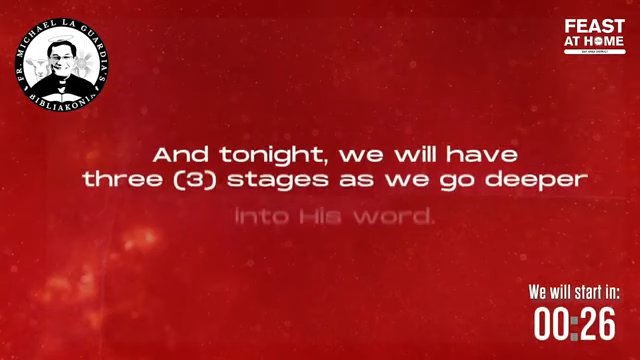 FR. MICHAEL LA GUARDIA'S
BIBLIAKONIA
FEAST
AT HOME
And tonight, we will have
three (3) stages as we go deeper
into His word.
We will start in:
00:26